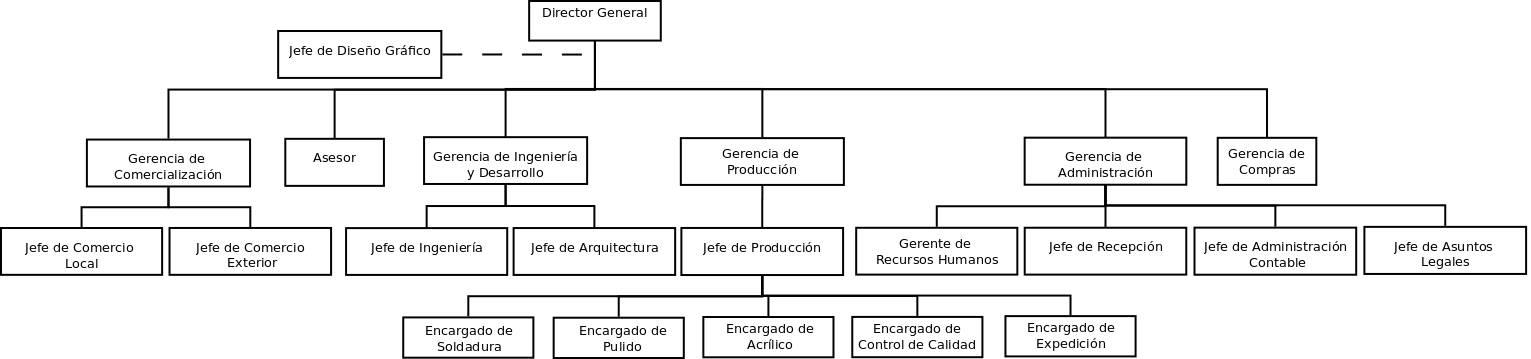 Director General
Jefe de Diseño Gráfico
Gerencia de
Comercialización
Asesor
Gerencia de Ingeniería
y Desarrollo
Gerencia de
Producción
Gerencia de
Administración
Gerencia de
Compras
Jefe de Comercio
Local
Jefe de Comercio
Exterior
Jefe de Ingeniería
Jefe de Arquitectura
Jefe de Producción
Gerente de
Recursos Humanos
Jefe de Recepción
Jefe de Administración
Contable
Jefe de Asuntos
Legales
Encargado de
Soldadura
Encargado de
Pulido
Encargado de
Acrílico
Encargado de
Control de Calidad
Encargado de
Expedición